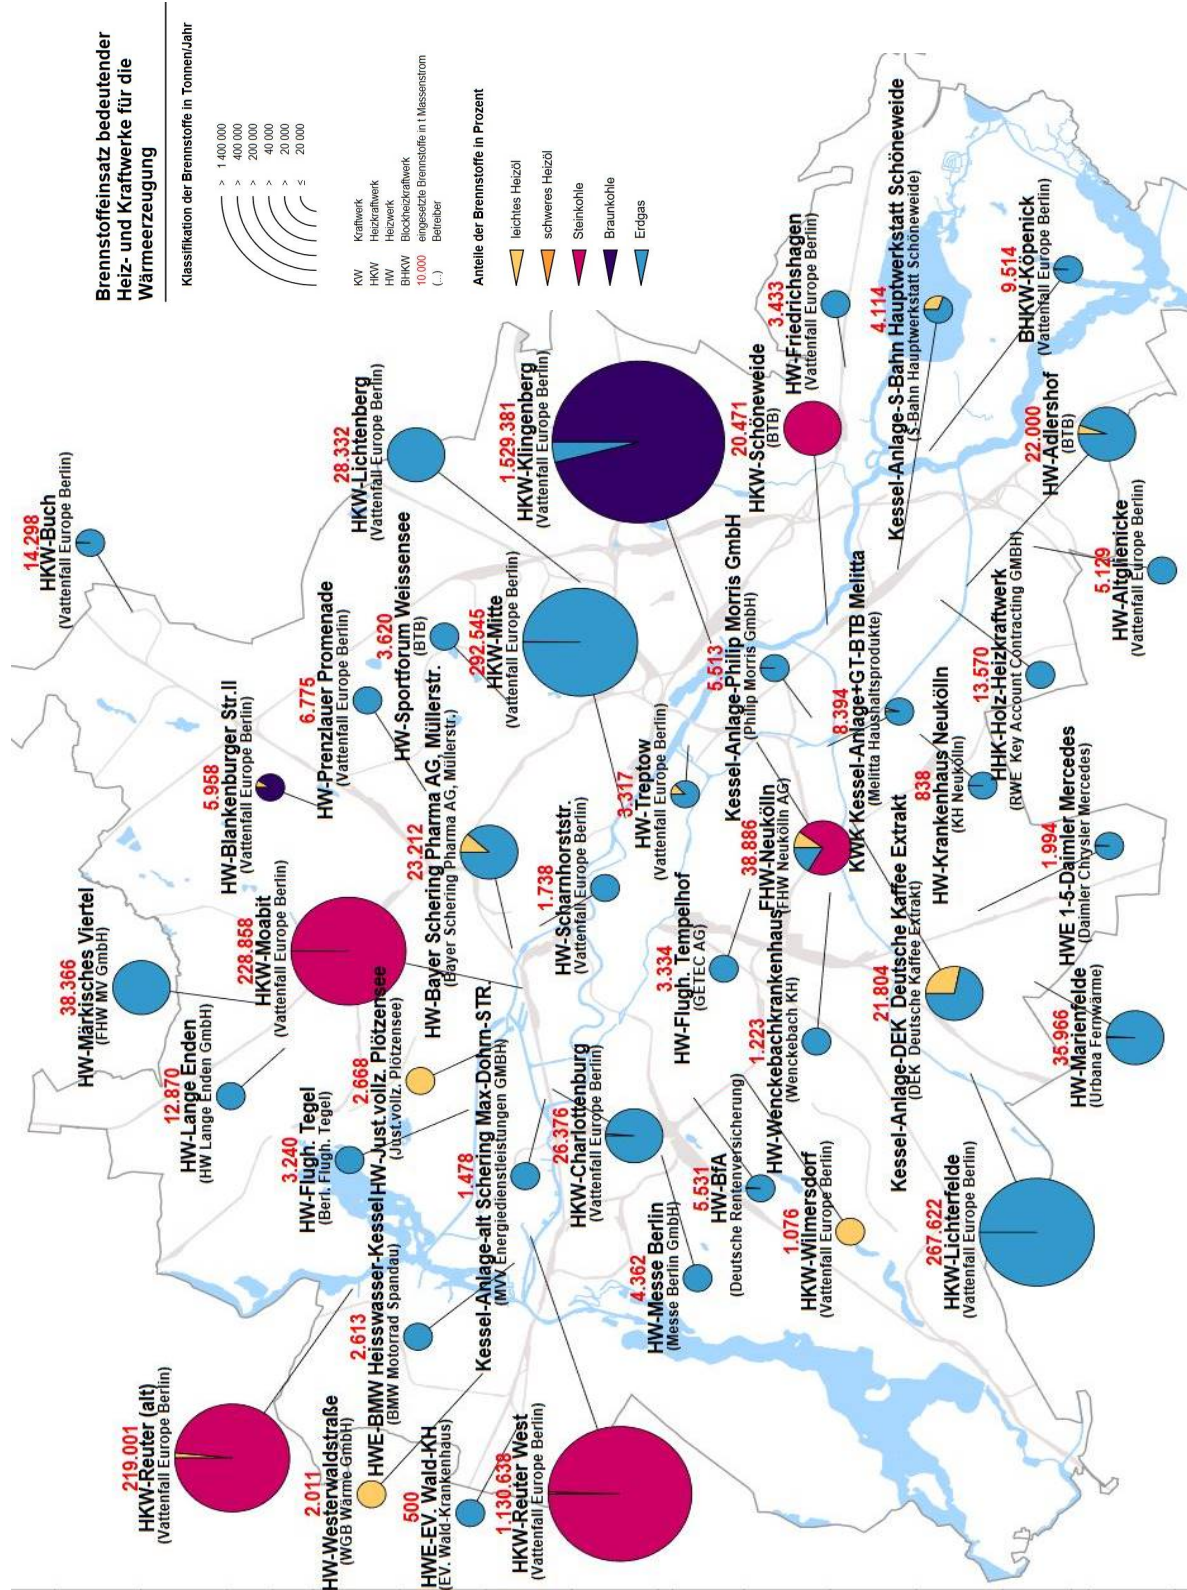 Brennstoffeinsatz bedeutender
Heiz- und Kraftwerke für die
Wärmeerzeugung
Klassifikation der Brennstoffe in Tonnen/Jahr
> 1 400 000
> 400 000
> 200 000
> 40 000
> 20 000
≤ 20 000
KW Kraftwerk
HKW Heizkraftwerk
HW Heizwerk
BHKW Blockheizkraftwerk
10.000 eingesetzte Brennstoffe in t Massenstrom
(...) Betreiber
Anteile der Brennstoffe in Prozent
leichtes Heizöl
schweres Heizöl
Steinkohle
Braunkohle
Erdgas
14.298
HKW-Buch
(Vattenfall Europe Berlin)
38.366
HW-Märkisches Viertel
(FHW MV GmbH)
12.870
HW-Lange Enden
(HW Lange Enden GmbH)
5.958
HW-Blankenburger Str.II
(Vattenfall Europe Berlin)
228.858
HKW-Moabit
(Vattenfall Europe Berlin)
6.775
HW-Prenzlauer Promenade
(Vattenfall Europe Berlin)
28.332
HKW-Lichtenberg
(Vattenfall Europe Berlin)
3.620
HW-Sportforum Weissensee
(BTB)
3.240
HW-Flugh. Tegel
(Berl. Flugh. Tegel)
219.001
HKW-Reuter (alt)
(Vattenfall Europe Berlin)
2.668
HW-Just.vollz. Plötzensee
(Just.vollz. Plötzensee)
23.212
HW-Bayer Schering Pharma AG, Müllerstr.
(Bayer Schering Pharma AG, Müllerstr.)
292.545
HKW-Mitte
(Vattenfall Europe Berlin)
1.529.381
HKW-Klingenberg
(Vattenfall Europe Berlin)
2.011
HW-Westerwaldstraße
(WGB Wärme GmbH)
2.613
HWE-BMW Heisswasser-Kessel
(BMW Motorrad Spandau)
1.478
Kessel-Anlage-alt Schering Max-Dohrn-STR.
(MVV Energiedienstleistungen GMBH)
500
HWE-EV. Wald-KH
(EV. Wald-Krankenhaus)
1.130.638
HKW-Reuter West
(Vattenfall Europe Berlin)
1.738
HW-Scharnhorststr.
(Vattenfall Europe Berlin)
26.376
HKW-Charlottenburg
(Vattenfall Europe Berlin)
3.317
HW-Treptow
(Vattenfall Europe Berlin)
4.362
HW-Messe Berlin
(Messe Berlin GmbH)
5.531
HW-BfA
(Deutsche Rentenversicherung)
3.334
HW-Flugh. Tempelhof
(GETEC AG)
5.513
Kessel-Anlage-Philip Morris GmbH
(Philip Morris GmbH)
20.471
HKW-Schöneweide
(BTB)
3.433
HW-Friedrichshagen
(Vattenfall Europe Berlin)
38.886
FHW-Neukölln
(FHW Neukölln AG)
1.223
HW-Wenckebachkrankenhaus
(Wenckebach KH)
1.076
HKW-Wilmersdorf
(Vattenfall Europe Berlin)
8.394
KWK Kessel-Anlage+GT-BTB Melitta
(Melitta Haushaltsprodukte)
4.114
Kessel-Anlage-S-Bahn Hauptwerkstatt Schöneweide
(S-Bahn Hauptwerkstatt Schöneweide)
21.804
Kessel-Anlage-DEK Deutsche Kaffee Extrakt
(DEK Deutsche Kaffee Extrakt)
838
HW-Krankenhaus Neukölln
(KH Neukölln)
13.570
HHK-Holz-Heizkraftwerk
(RWE Key Account Contracting GMBH)
9.514
BHKW-Köpenick
(Vattenfall Europe Berlin)
22.000
HW-Adlershof
(BTB)
267.622
HKW-Lichterfelde
(Vattenfall Europe Berlin)
35.966
HW-Marienfelde
(Urbana Fernwärme)
1.994
HWE 1-5-Daimler Mercedes
(Daimler Chrysler Mercedes)
5.129
HW-Altglienicke
(Vattenfall Europe Berlin)